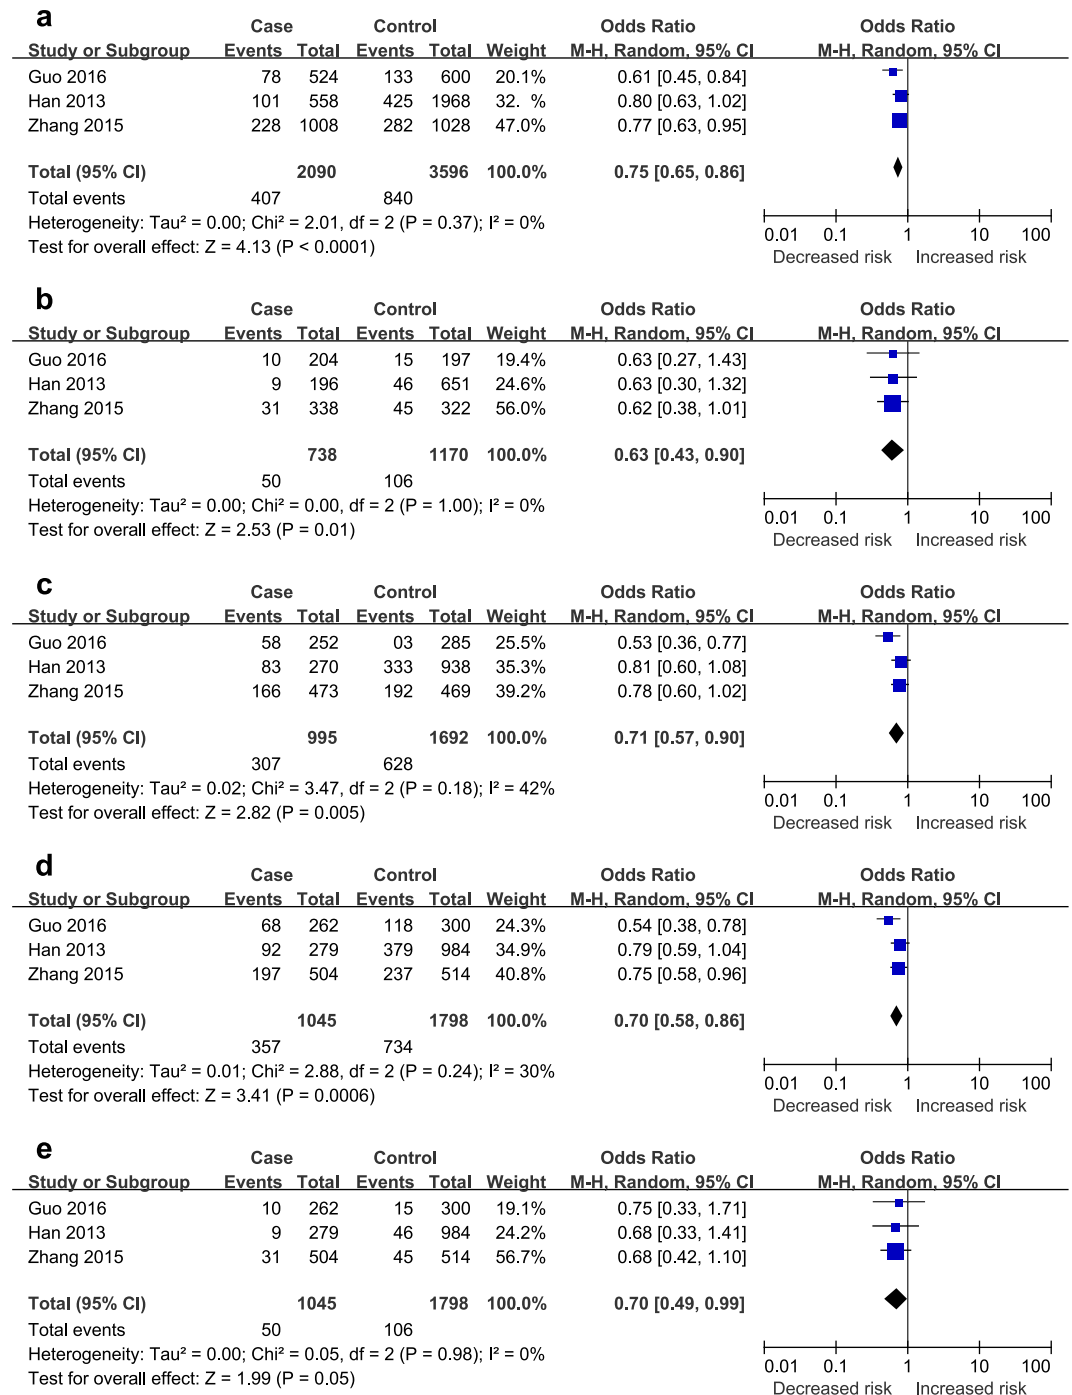 a
Case Control Odds Ratio Odds Ratio
Study or Subgroup Events Total Events Total Weight M-H, Random, 95% CI M-H, Random, 95% CI
Guo 2016 78 524 133 600 20.1% 0.61 [0.45, 0.84]
Han 2013 101 558 425 1968 32. % 0.80 [0.63, 1.02]
Zhang 2015 228 1008 282 1028 47.0% 0.77 [0.63, 0.95]
Total (95% CI) 2090 3596 100.0% 0.75 [0.65, 0.86]
Total events 407 840
Heterogeneity: Tau² = 0.00; Chi² = 2.01, df = 2 (P = 0.37); I² = 0%
Test for overall effect: Z = 4.13 (P < 0.0001)
0.01 0.1 1 10 100
Decreased risk Increased risk
b
Case Control Odds Ratio Odds Ratio
Study or Subgroup Events Total Events Total Weight M-H, Random, 95% CI M-H, Random, 95% CI
Guo 2016 10 204 15 197 19.4% 0.63 [0.27, 1.43]
Han 2013 9 196 46 651 24.6% 0.63 [0.30, 1.32]
Zhang 2015 31 338 45 322 56.0% 0.62 [0.38, 1.01]
Total (95% CI) 738 1170 100.0% 0.63 [0.43, 0.90]
Total events 50 106
Heterogeneity: Tau² = 0.00; Chi² = 0.00, df = 2 (P = 1.00); I² = 0%
Test for overall effect: Z = 2.53 (P = 0.01)
0.01 0.1 1 10 100
Decreased risk Increased risk
c
Case Control Odds Ratio Odds Ratio
Study or Subgroup Events Total Events Total Weight M-H, Random, 95% CI M-H, Random, 95% CI
Guo 2016 58 252 03 285 25.5% 0.53 [0.36, 0.77]
Han 2013 83 270 333 938 35.3% 0.81 [0.60, 1.08]
Zhang 2015 166 473 192 469 39.2% 0.78 [0.60, 1.02]
Total (95% CI) 995 1692 100.0% 0.71 [0.57, 0.90]
Total events 307 628
Heterogeneity: Tau² = 0.02; Chi² = 3.47, df = 2 (P = 0.18); I² = 42%
Test for overall effect: Z = 2.82 (P = 0.005)
0.01 0.1 1 10 100
Decreased risk Increased risk
d
Case Control Odds Ratio Odds Ratio
Study or Subgroup Events Total Events Total Weight M-H, Random, 95% CI M-H, Random, 95% CI
Guo 2016 68 262 118 300 24.3% 0.54 [0.38, 0.78]
Han 2013 92 279 379 984 34.9% 0.79 [0.59, 1.04]
Zhang 2015 197 504 237 514 40.8% 0.75 [0.58, 0.96]
Total (95% CI) 1045 1798 100.0% 0.70 [0.58, 0.86]
Total events 357 734
Heterogeneity: Tau² = 0.01; Chi² = 2.88, df = 2 (P = 0.24); I² = 30%
Test for overall effect: Z = 3.41 (P = 0.0006)
0.01 0.1 1 10 100
Decreased risk Increased risk
e
Case Control Odds Ratio Odds Ratio
Study or Subgroup Events Total Events Total Weight M-H, Random, 95% CI M-H, Random, 95% CI
Guo 2016 10 262 15 300 19.1% 0.75 [0.33, 1.71]
Han 2013 9 279 46 984 24.2% 0.68 [0.33, 1.41]
Zhang 2015 31 504 45 514 56.7% 0.68 [0.42, 1.10]
Total (95% CI) 1045 1798 100.0% 0.70 [0.49, 0.99]
Total events 50 106
Heterogeneity: Tau² = 0.00; Chi² = 0.05, df = 2 (P = 0.98); I² = 0%
Test for overall effect: Z = 1.99 (P = 0.05)
0.01 0.1 1 10 100
Decreased risk Increased risk